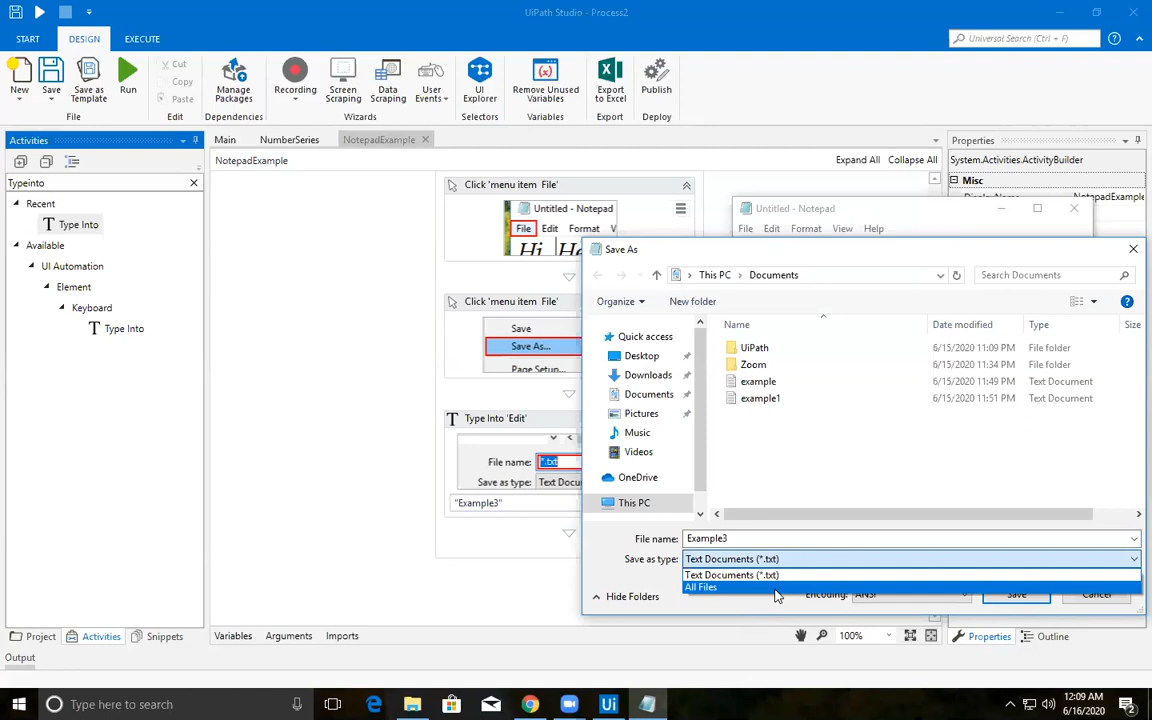 UiPath Studio - Process2
START
DESIGN
EXECUTE
Universal Search (Ctrl + F)
New
Save
Save as
Template
Run
Cut
Copy
Paste
Manage
Packages
Recording
Screen
Scraping
Data
Scraping
User
Events
UI
Explorer
Remove Unused
Variables
Export
to Excel
Publish
File
Edit
Dependencies
Wizards
Selectors
Variables
Export
Deploy
Activities
Main
NumberSeries
NotepadExample
Properties
NotepadExample
Expand All
Collapse All
System.Activities.ActivityBuilder
Typeinto
Misc
DisplayName
NotepadExample
Recent
Type Into
Available
UI Automation
Element
Keyboard
Type Into
Click 'menu item File'
Untitled - Notepad
File Edit Format V
Hi
Click 'menu item File'
Save
Save As...
Page Setup...
Type Into 'Edit'
File name: *.txt
Save as type: Text Docu
"Example3"
Untitled - Notepad
File Edit Format View Help
Save As
This PC
Documents
Search Documents
Organize
New folder
Name
Date modified
Type
Size
Quick access
Desktop
Downloads
Documents
Pictures
Music
Videos
OneDrive
This PC
UiPath 6/15/2020 11:09 PM File folder
Zoom 6/15/2020 11:34 PM File folder
example 6/15/2020 11:49 PM Text Document
example1 6/15/2020 11:51 PM Text Document
File name: Example3
Save as type: Text Documents (*.txt)
Text Documents (*.txt)
All Files
Hide Folders
Encoding: ANSI
Save
Cancel
Project
Activities
Snippets
Variables
Arguments
Imports
100%
Properties
Outline
Output
Type here to search
Ui
12:09 AM
6/16/2020
2